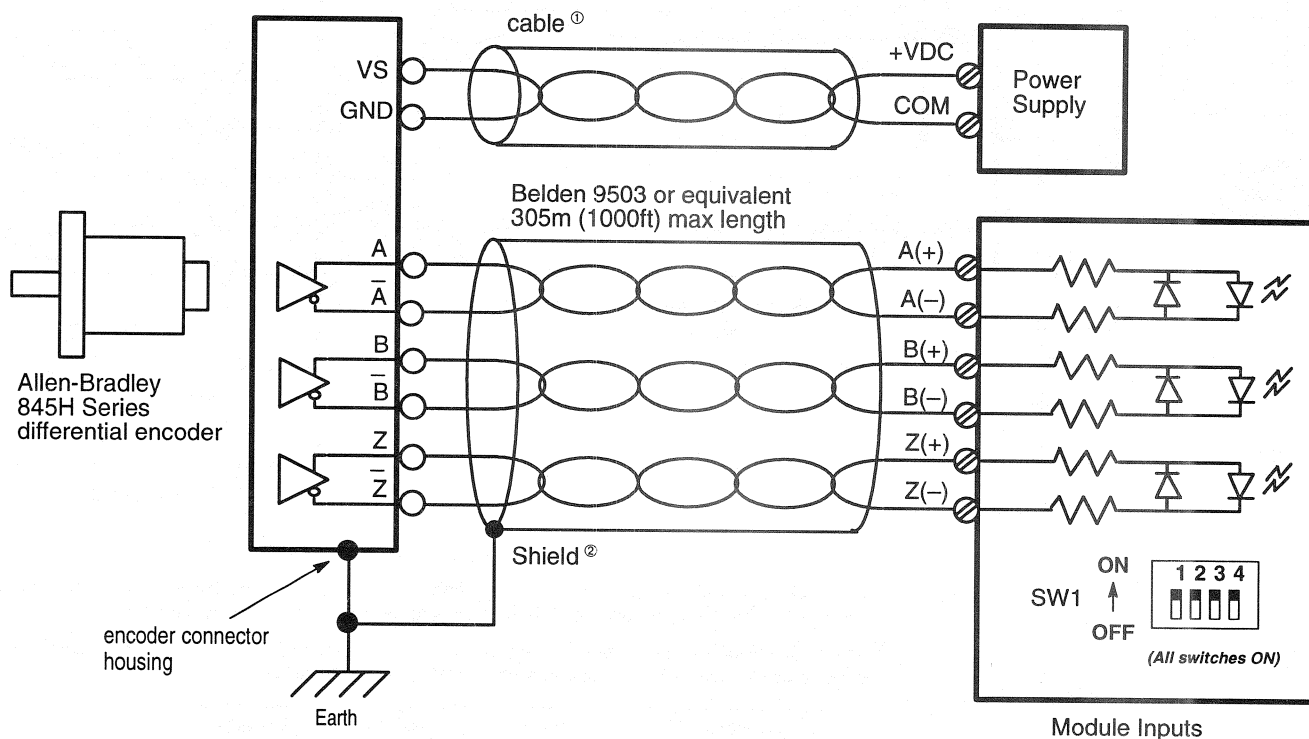 cable ①
VS
GND
+VDC
COM
Power
Supply
Belden 9503 or equivalent
305m (1000ft) max length
Allen-Bradley
845H Series
differential encoder
A
A̅
B
B̅
Z
Z̅
A(+)
A(–)
B(+)
B(–)
Z(+)
Z(–)
Shield ②
encoder connector
housing
Earth
SW1
ON
OFF
1 2 3 4
(All switches ON)
Module Inputs